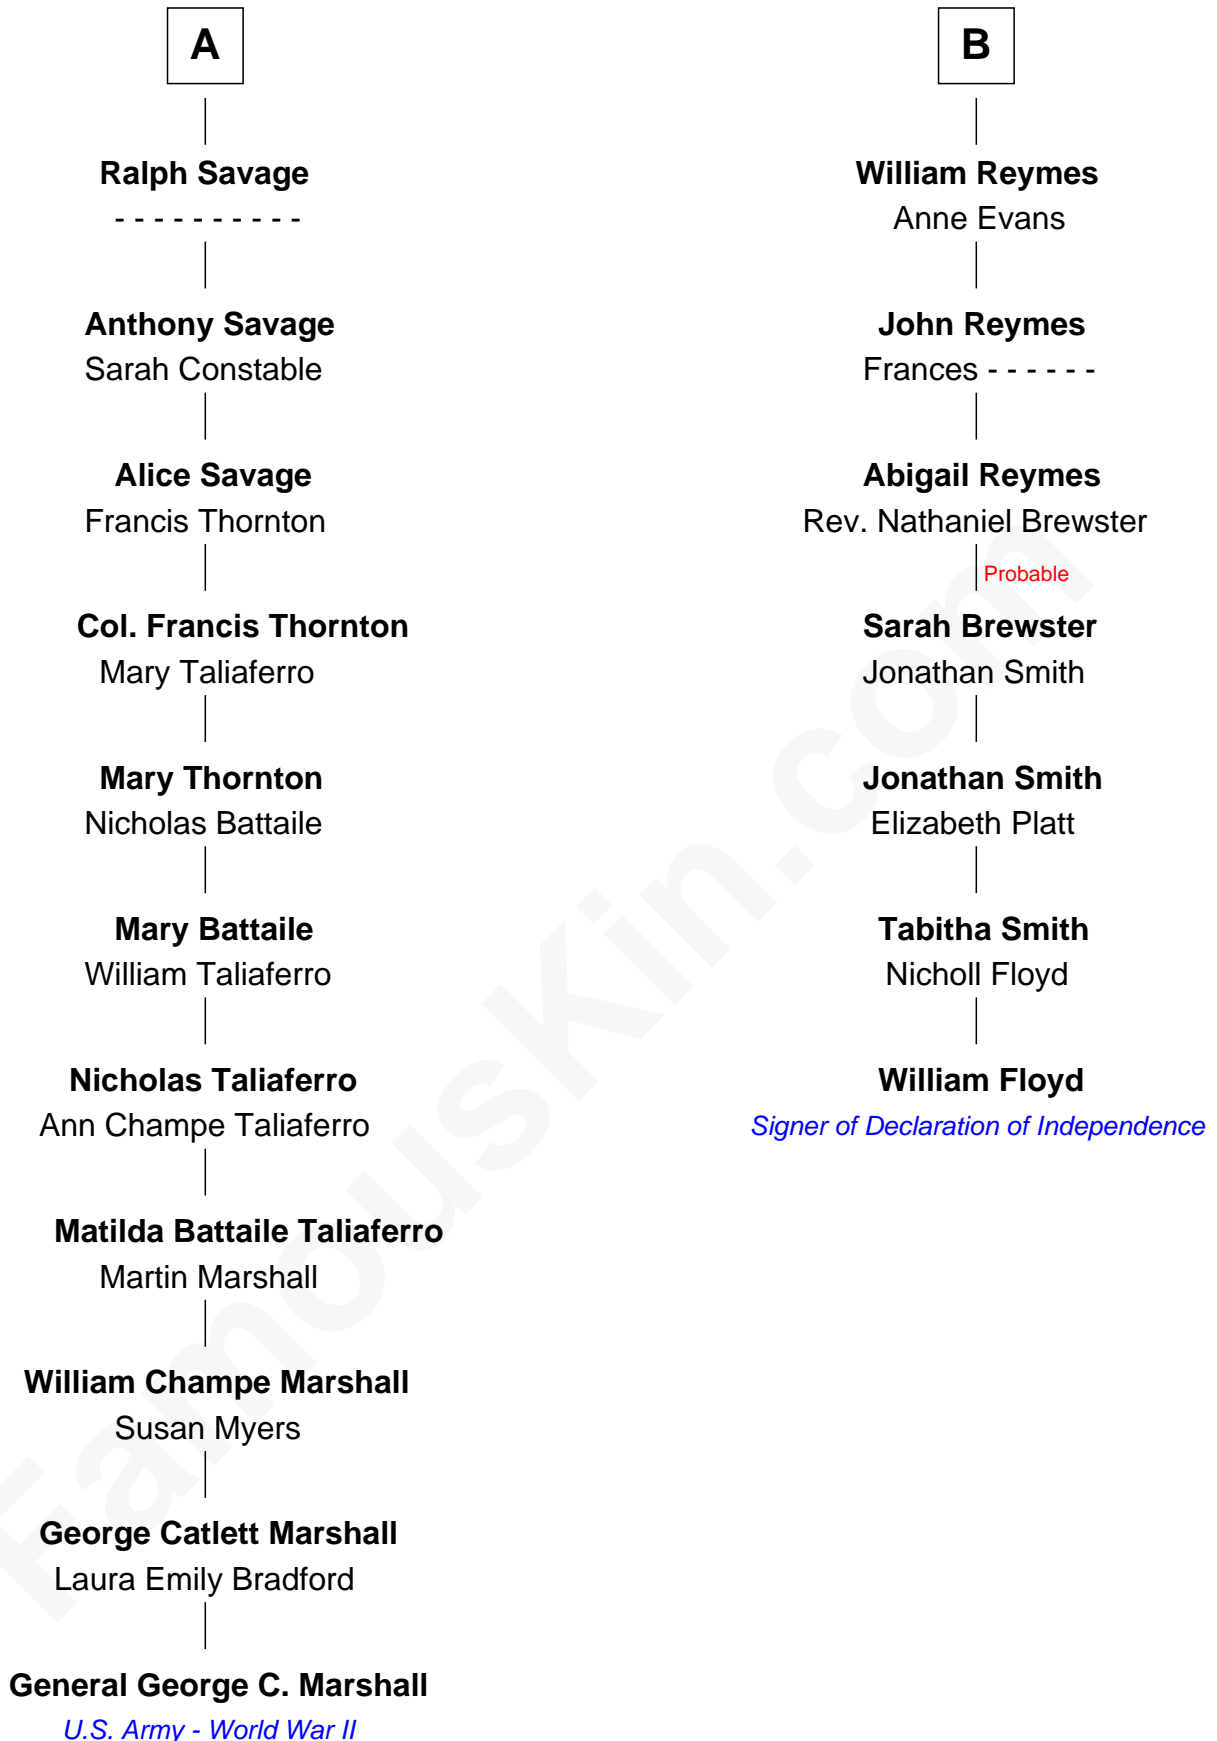 A
Ralph Savage
- - - - - - - - - -
Anthony Savage
Sarah Constable
Alice Savage
Francis Thornton
Col. Francis Thornton
Mary Taliaferro
Mary Thornton
Nicholas Battaile
Mary Battaile
William Taliaferro
Nicholas Taliaferro
Ann Champe Taliaferro
Matilda Battaile Taliaferro
Martin Marshall
William Champe Marshall
Susan Myers
George Catlett Marshall
Laura Emily Bradford
General George C. Marshall
U.S. Army - World War II
B
William Reymes
Anne Evans
John Reymes
Frances - - - - - -
Abigail Reymes
Rev. Nathaniel Brewster
Probable
Sarah Brewster
Jonathan Smith
Jonathan Smith
Elizabeth Platt
Tabitha Smith
Nicholl Floyd
William Floyd
Signer of Declaration of Independence
FamousKin.com